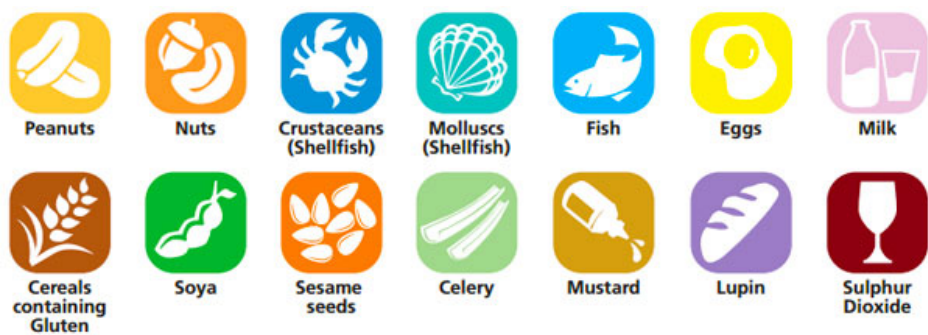 Peanuts
Nuts
Crustaceans
(Shellfish)
Molluscs
(Shellfish)
Fish
Eggs
Milk
Cereals
containing
Gluten
Soya
Sesame
seeds
Celery
Mustard
Lupin
Sulphur
Dioxide